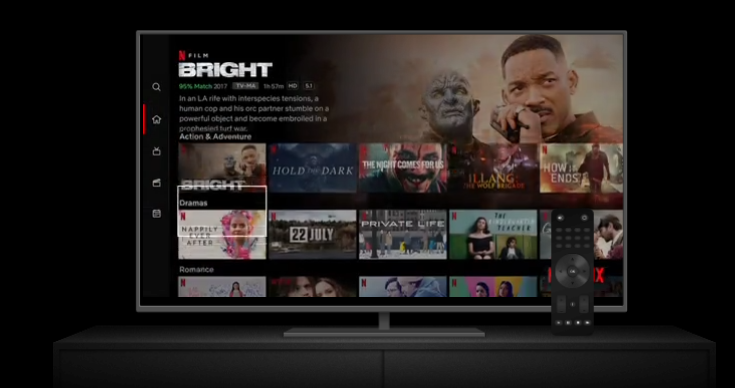 N FILM
BRIGHT
95% Match 2017 TV-MA 1h 57m HD 5.1
In an LA rife with interspecies tensions, a
human cop and his orc partner stumble on a
powerful object and become embroiled in a
prophesied turf war.
Action & Adventure
BRIGHT
HOLD THE DARK
THE NIGHT COMES FOR US
ILLANG
THE WOLF BRIGADE
HOW IT
ENDS
Dramas
NAPPILY
EVER
AFTER
22 JULY
PRIVATE LIFE
THE
TEACHER
Romance